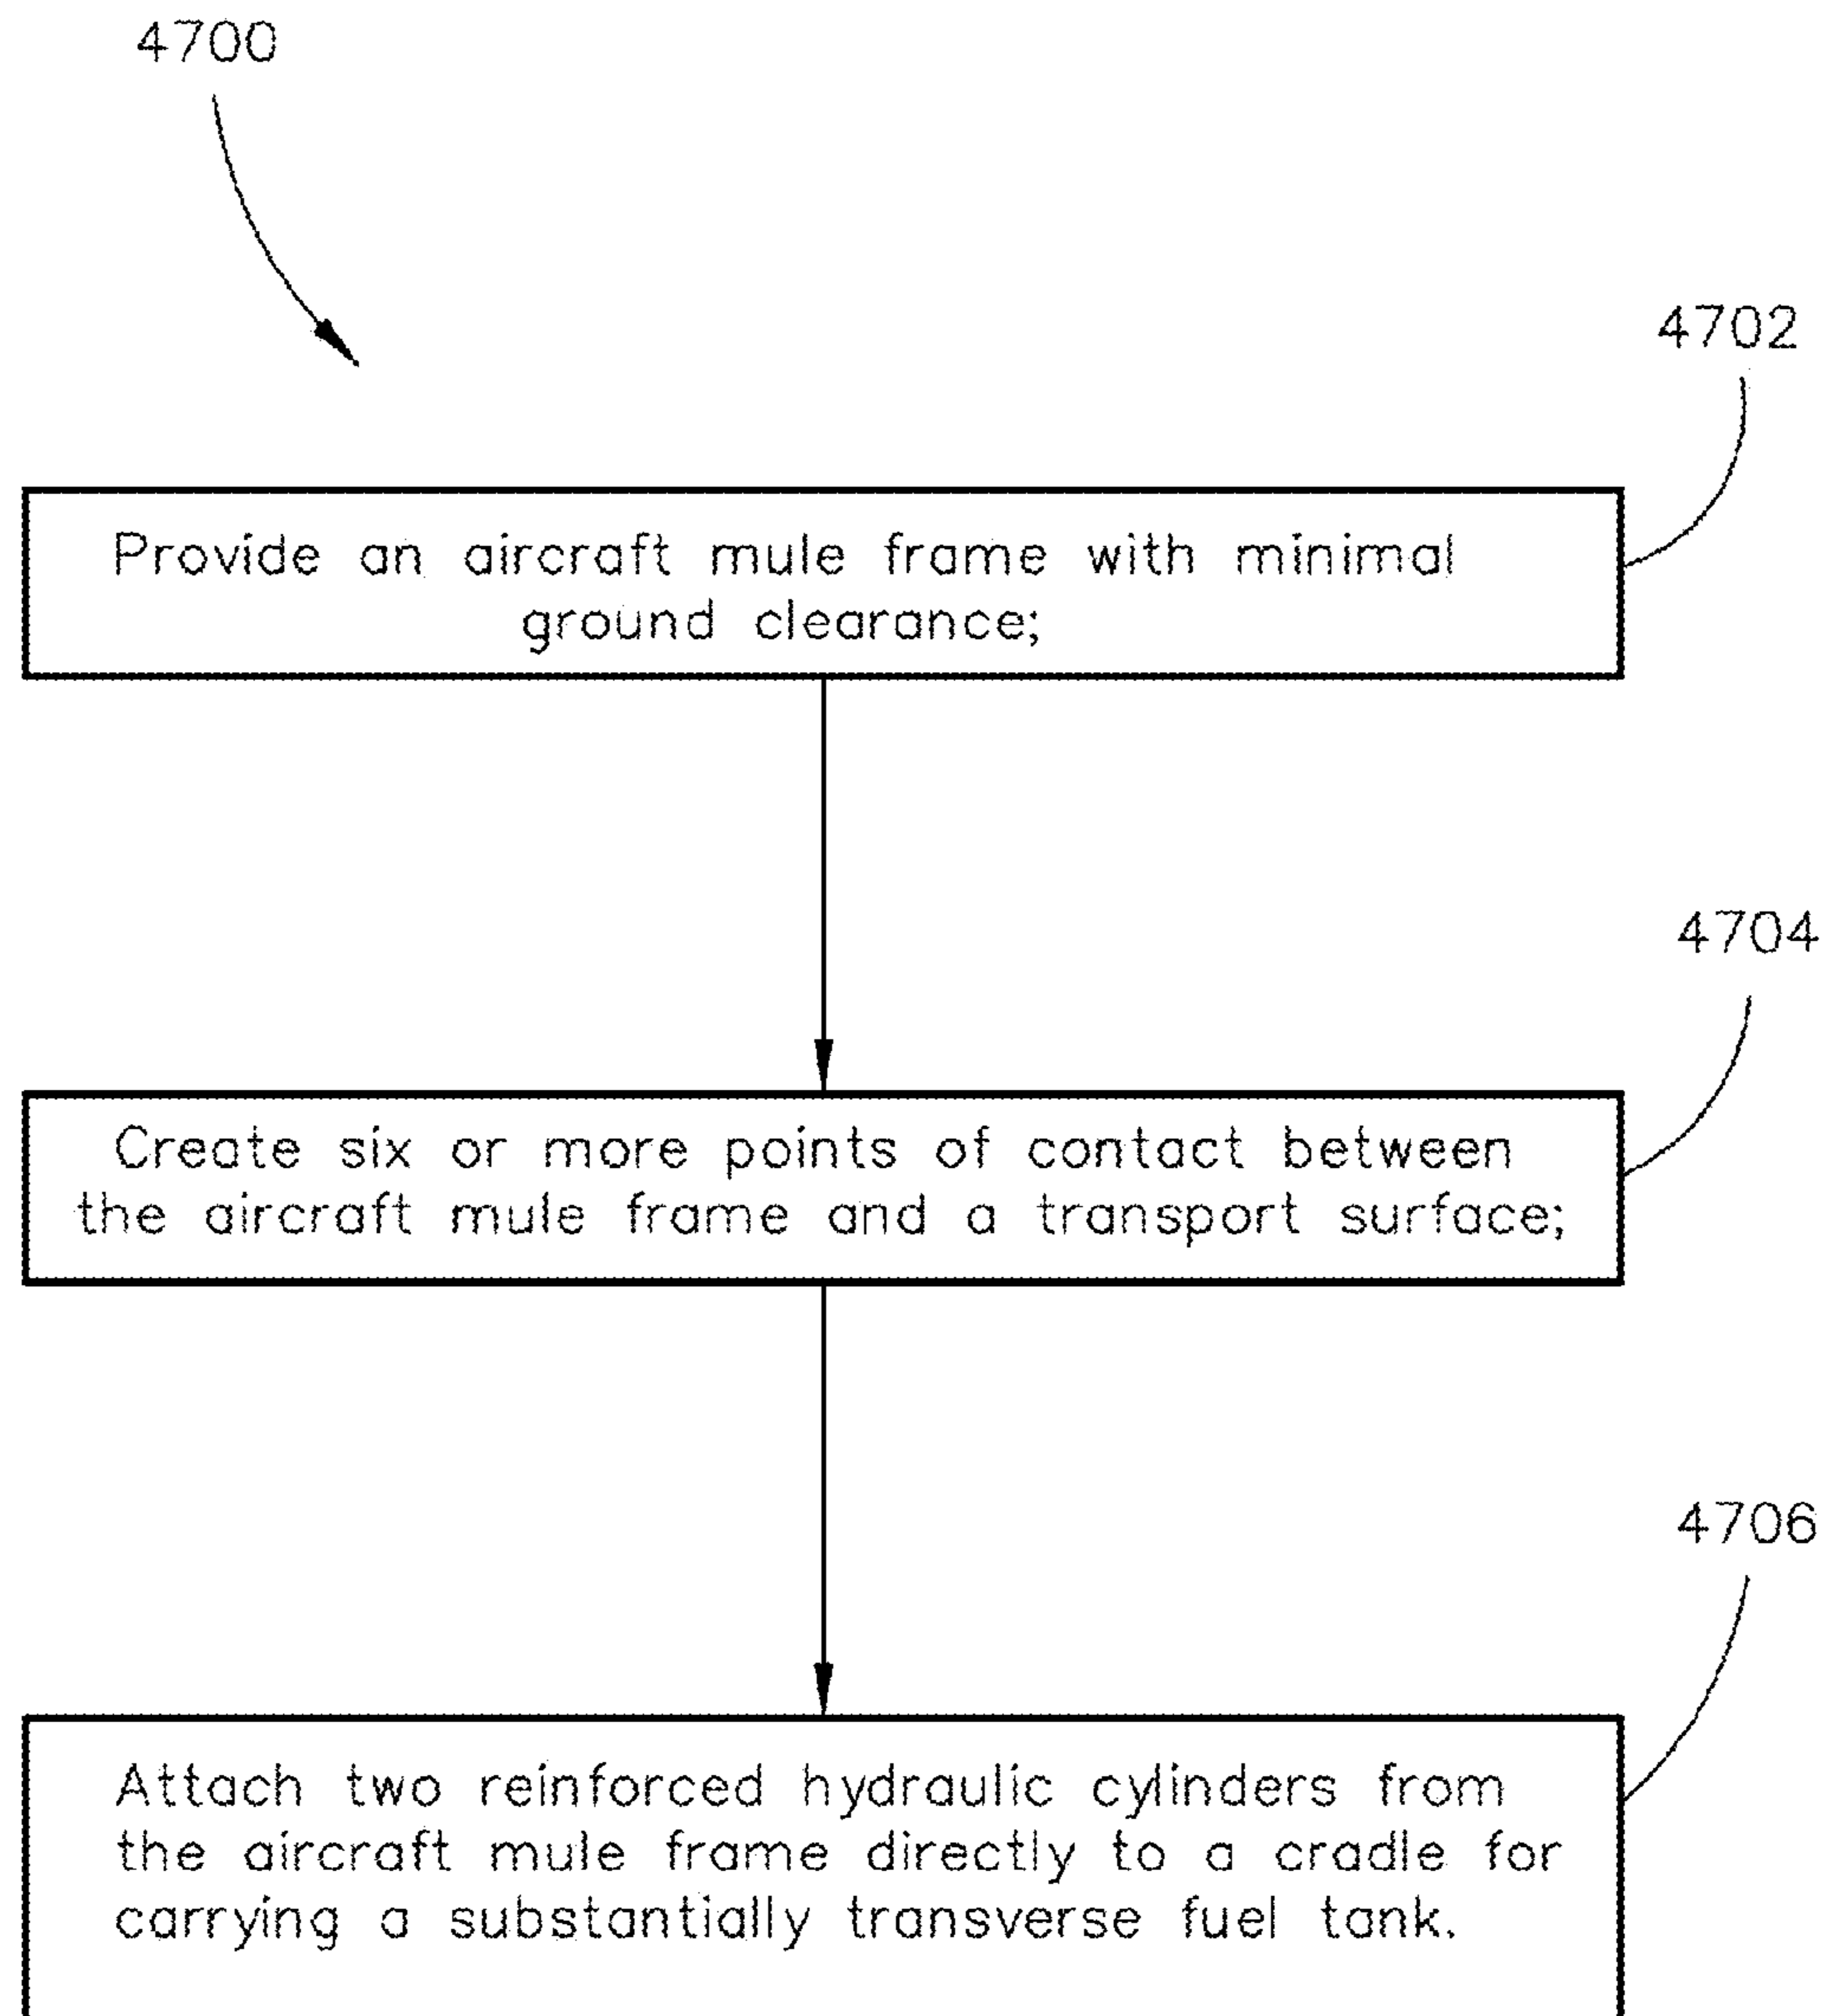 4700
4702
Provide an aircraft mule frame with minimal
ground clearance;
4704
Create six or more points of contact between
the aircraft mule frame and a transport surface;
4706
Attach two reinforced hydraulic cylinders from
the aircraft mule frame directly to a cradle for
carrying a substantially transverse fuel tank.